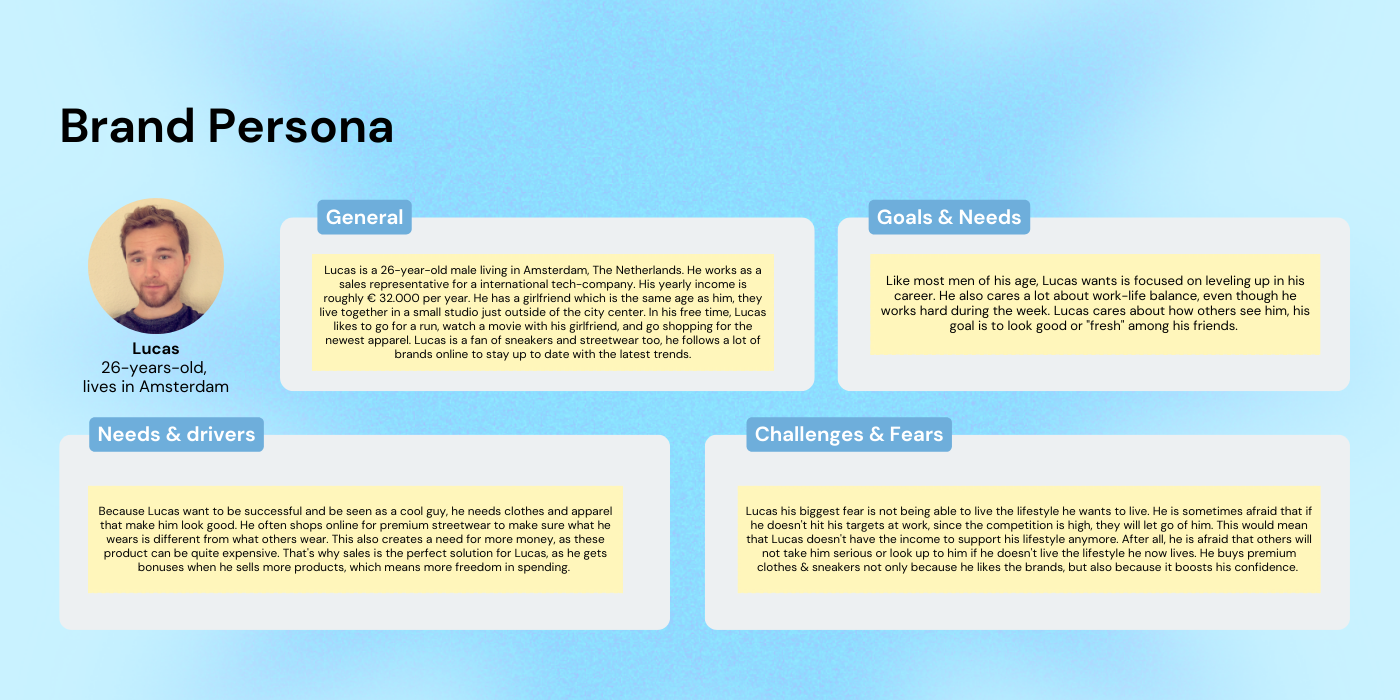 Brand Persona
General
Lucas is a 26-year-old male living in Amsterdam, The Netherlands. He works as a
sales representative for a international tech-company. His yearly income is
roughly € 32.000 per year. He has a girlfriend which is the same age as him, they
live together in a small studio just outside of the city center. In his free time, Lucas
likes to go for a run, watch a movie with his girlfriend, and go shopping for the
newest apparel. Lucas is a fan of sneakers and streetwear too, he follows a lot of
brands online to stay up to date with the latest trends.
Goals & Needs
Like most men of his age, Lucas wants is focused on leveling up in his
career. He also cares a lot about work-life balance, even though he
works hard during the week. Lucas cares about how others see him, his
goal is to look good or "fresh" among his friends.
Lucas
26-years-old,
lives in Amsterdam
Needs & drivers
Because Lucas want to be successful and be seen as a cool guy, he needs clothes and apparel
that make him look good. He often shops online for premium streetwear to make sure what he
wears is different from what others wear. This also creates a need for more money, as these
product can be quite expensive. That's why sales is the perfect solution for Lucas, as he gets
bonuses when he sells more products, which means more freedom in spending.
Challenges & Fears
Lucas his biggest fear is not being able to live the lifestyle he wants to live. He is sometimes afraid that if
he doesn't hit his targets at work, since the competition is high, they will let go of him. This would mean
that Lucas doesn't have the income to support his lifestyle anymore. After all, he is afraid that others will
not take him serious or look up to him if he doesn't live the lifestyle he now lives. He buys premium
clothes & sneakers not only because he likes the brands, but also because it boosts his confidence.